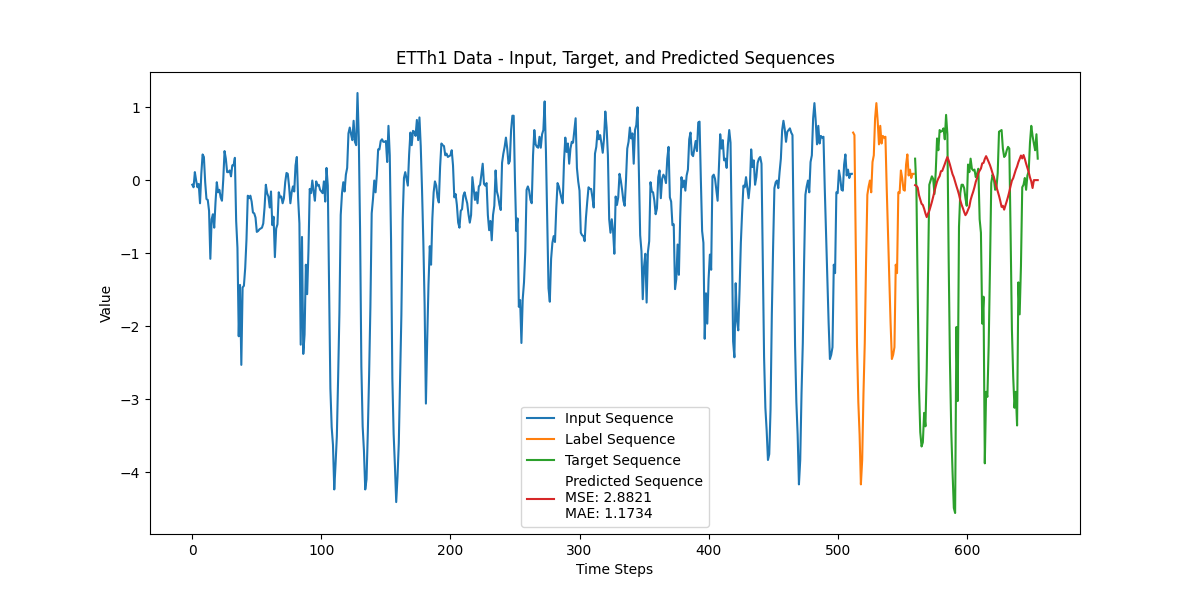 ETTh1 Data - Input, Target, and Predicted Sequences
1
0
−1
−2
−3
−4
Value
0
100
200
300
400
500
600
Time Steps
Input Sequence
Label Sequence
Target Sequence
Predicted Sequence
MSE: 2.8821
MAE: 1.1734